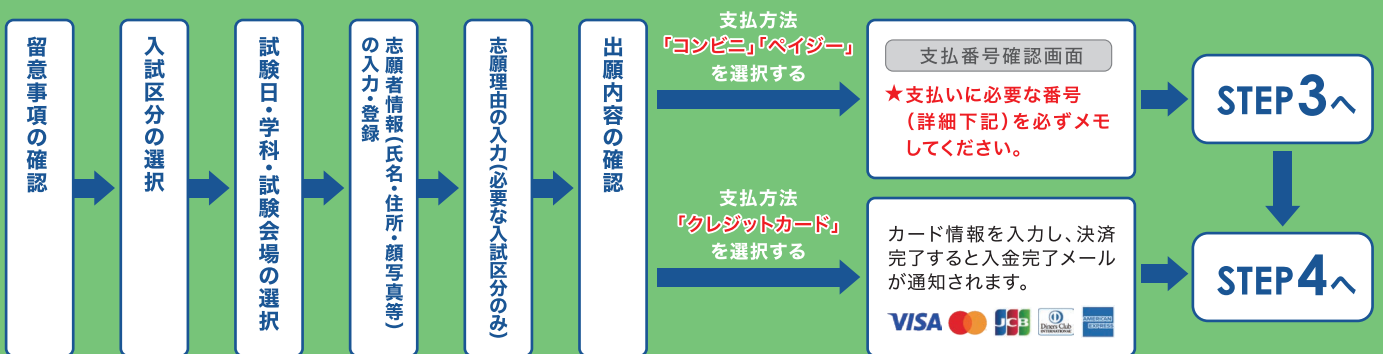 留意事項の確認
入試区分の選択
試験日・学科・試験会場の選択
志願者情報(氏名・住所・顔写真等)
の入力・登録
志願理由の入力(必要な入試区分のみ)
出願内容の確認
支払方法
「コンビニ」「ペイジー」
を選択する
支払番号確認画面
★支払いに必要な番号
(詳細下記)を必ずメモ
してください。
STEP3へ
支払方法
「クレジットカード」
を選択する
カード情報を入力し、決済
完了すると入金完了メール
が通知されます。
VISA
JCB
Diners Club
INTERNATIONAL
AMERICAN
EXPRESS
STEP4へ